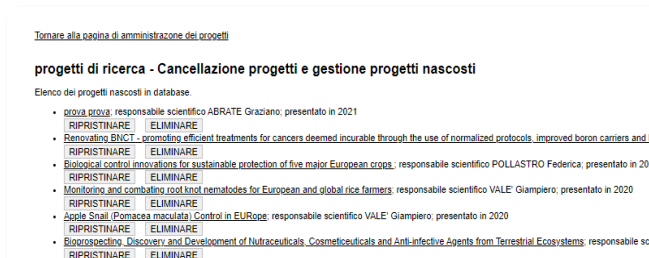 Tornare alla pagina di amministrazone dei progetti
progetti di ricerca - Cancellazione progetti e gestione progetti nascosti
Elenco dei progetti nascosti in database.
prova prova; responsabile scientifico ABRATE Graziano; presentato in 2021
RIPRISTINARE ELIMINARE
Renovating BNCT - promoting efficient treatments for cancers deemed incurable through the use of normalized protocols, improved boron carriers and
RIPRISTINARE ELIMINARE
Biological control innovations for sustainable protection of five major European crops ; responsabile scientifico POLLASTRO Federica; presentato in 20
RIPRISTINARE ELIMINARE
Monitoring and combating root knot nematodes for European and global rice farmers; responsabile scientifico VALE' Giampiero; presentato in 2020
RIPRISTINARE ELIMINARE
Apple Snail (Pomacea maculata) Control in EURope; responsabile scientifico VALE' Giampiero; presentato in 2020
RIPRISTINARE ELIMINARE
Bioprospecting, Discovery and Development of Nutraceuticals, Cosmeticeuticals and Anti-infective Agents from Terrestrial Ecosystems; responsabile sc
RIPRISTINARE ELIMINARE